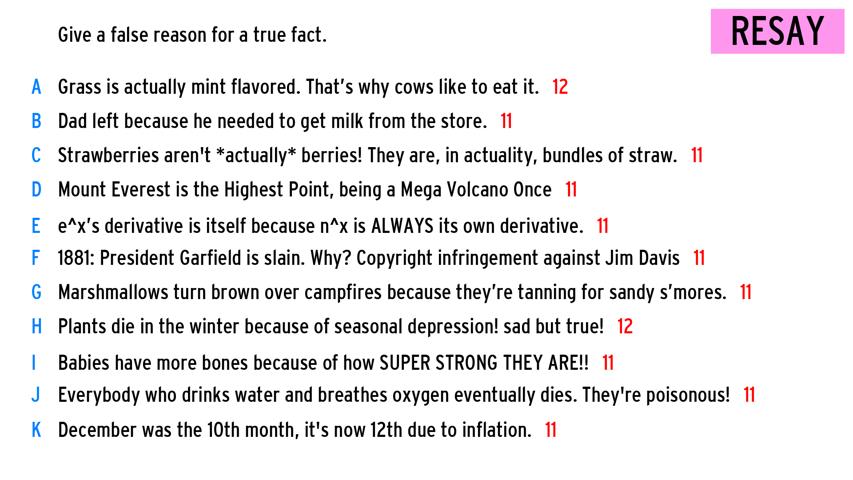 Give a false reason for a true fact.
RESAY
A Grass is actually mint flavored. That's why cows like to eat it. 12
B Dad left because he needed to get milk from the store. 11
C Strawberries aren't *actually* berries! They are, in actuality, bundles of straw. 11
D Mount Everest is the Highest Point, being a Mega Volcano Once 11
E e^x's derivative is itself because n^x is ALWAYS its own derivative. 11
F 1881: President Garfield is slain. Why? Copyright infringement against Jim Davis 11
G Marshmallows turn brown over campfires because they're tanning for sandy s'mores. 11
H Plants die in the winter because of seasonal depression! sad but true! 12
I Babies have more bones because of how SUPER STRONG THEY ARE!! 11
J Everybody who drinks water and breathes oxygen eventually dies. They're poisonous! 11
K December was the 10th month, it's now 12th due to inflation. 11